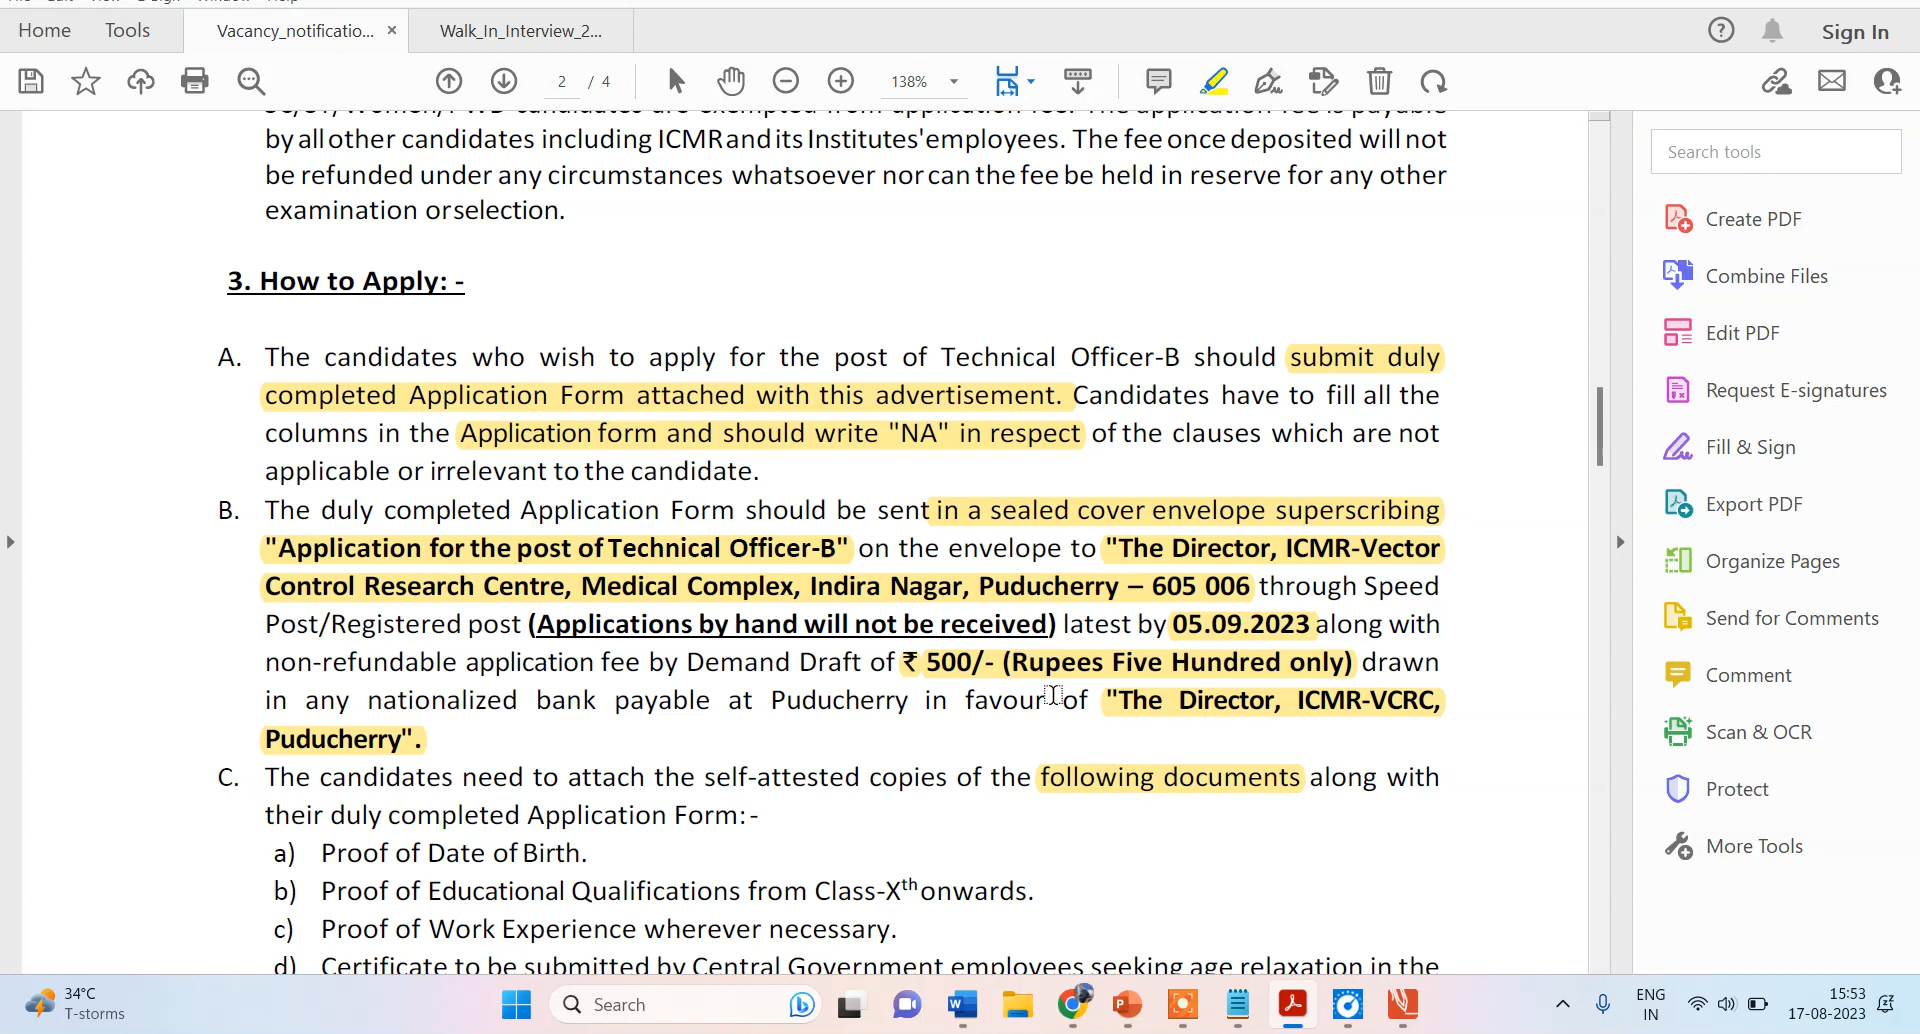 Home Tools Vacancy_notificatio... × Walk_In_Interview_2... Sign In
2 / 4 138%
by all other candidates including ICMR and its Institutes' employees. The fee once deposited will not
be refunded under any circumstances whatsoever nor can the fee be held in reserve for any other
examination or selection.
3. How to Apply: -
A. The candidates who wish to apply for the post of Technical Officer-B should submit duly
completed Application Form attached with this advertisement. Candidates have to fill all the
columns in the Application form and should write "NA" in respect of the clauses which are not
applicable or irrelevant to the candidate.
B. The duly completed Application Form should be sent in a sealed cover envelope superscribing
"Application for the post of Technical Officer-B" on the envelope to "The Director, ICMR-Vector
Control Research Centre, Medical Complex, Indira Nagar, Puducherry – 605 006 through Speed
Post/Registered post (Applications by hand will not be received) latest by 05.09.2023 along with
non-refundable application fee by Demand Draft of ₹ 500/- (Rupees Five Hundred only) drawn
in any nationalized bank payable at Puducherry in favour of "The Director, ICMR-VCRC,
Puducherry".
C. The candidates need to attach the self-attested copies of the following documents along with
their duly completed Application Form: -
a) Proof of Date of Birth.
b) Proof of Educational Qualifications from Class-Xth onwards.
c) Proof of Work Experience wherever necessary.
d) Certificate to be submitted by Central Government employees seeking age relaxation in the
Search tools
Create PDF
Combine Files
Edit PDF
Request E-signatures
Fill & Sign
Export PDF
Organize Pages
Send for Comments
Comment
Scan & OCR
Protect
More Tools
34°C
T-storms
Search
ENG
IN
15:53
17-08-2023